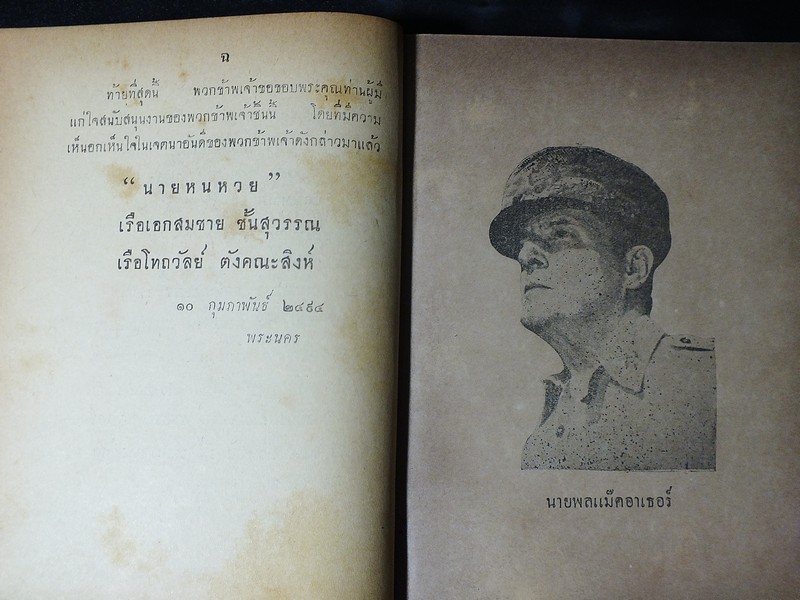 ฉ
ท้ายที่สุดนี้ พวกข้าพเจ้าขอขอบพระคุณท่านผู้มี
แก่ใจสนับสนุนงานของพวกข้าพเจ้าชิ้นนี้ โดยที่มีความ
เห็นอกเห็นใจในเจตนาอันดีของพวกข้าพเจ้าดังกล่าวมาแล้ว
“นายหนหวย”
เรือเอกสมชาย ชั้นสุวรรณ
เรือโทถวัลย์ ตังคณะสิงห์
๑๐ กุมภาพันธ์ ๒๔๙๔
พระนคร
นายพลแม๊คอาเธอร์